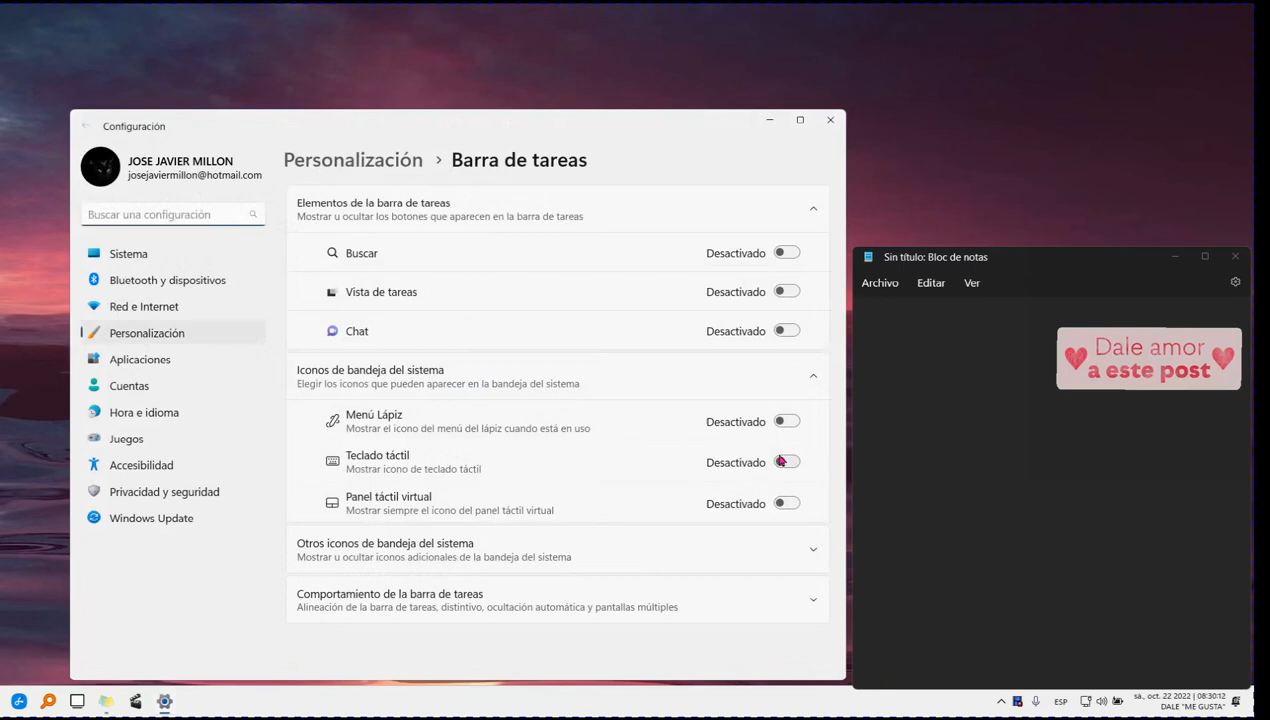 Configuración
JOSE JAVIER MILLON
josejaviermillon@hotmail.com
Buscar una configuración
Sistema
Bluetooth y dispositivos
Red e Internet
Personalización
Aplicaciones
Cuentas
Hora e idioma
Juegos
Accesibilidad
Privacidad y seguridad
Windows Update
Personalización > Barra de tareas
Elementos de la barra de tareas
Mostrar u ocultar los botones que aparecen en la barra de tareas
Buscar Desactivado
Vista de tareas Desactivado
Chat Desactivado
Iconos de bandeja del sistema
Elegir los iconos que pueden aparecer en la bandeja del sistema
Menú Lápiz
Mostrar el icono del menú del lápiz cuando está en uso
Desactivado
Teclado táctil
Mostrar icono de teclado táctil
Desactivado
Panel táctil virtual
Mostrar siempre el icono del panel táctil virtual
Desactivado
Otros iconos de bandeja del sistema
Mostrar u ocultar iconos adicionales de la bandeja del sistema
Comportamiento de la barra de tareas
Alineación de la barra de tareas, distintivo, ocultación automática y pantallas múltiples
Sin título: Bloc de notas
Archivo Editar Ver
Dale amor
a este post
ESP
sá., oct. 22 2022 | 08:30:12
DALE "ME GUSTA"